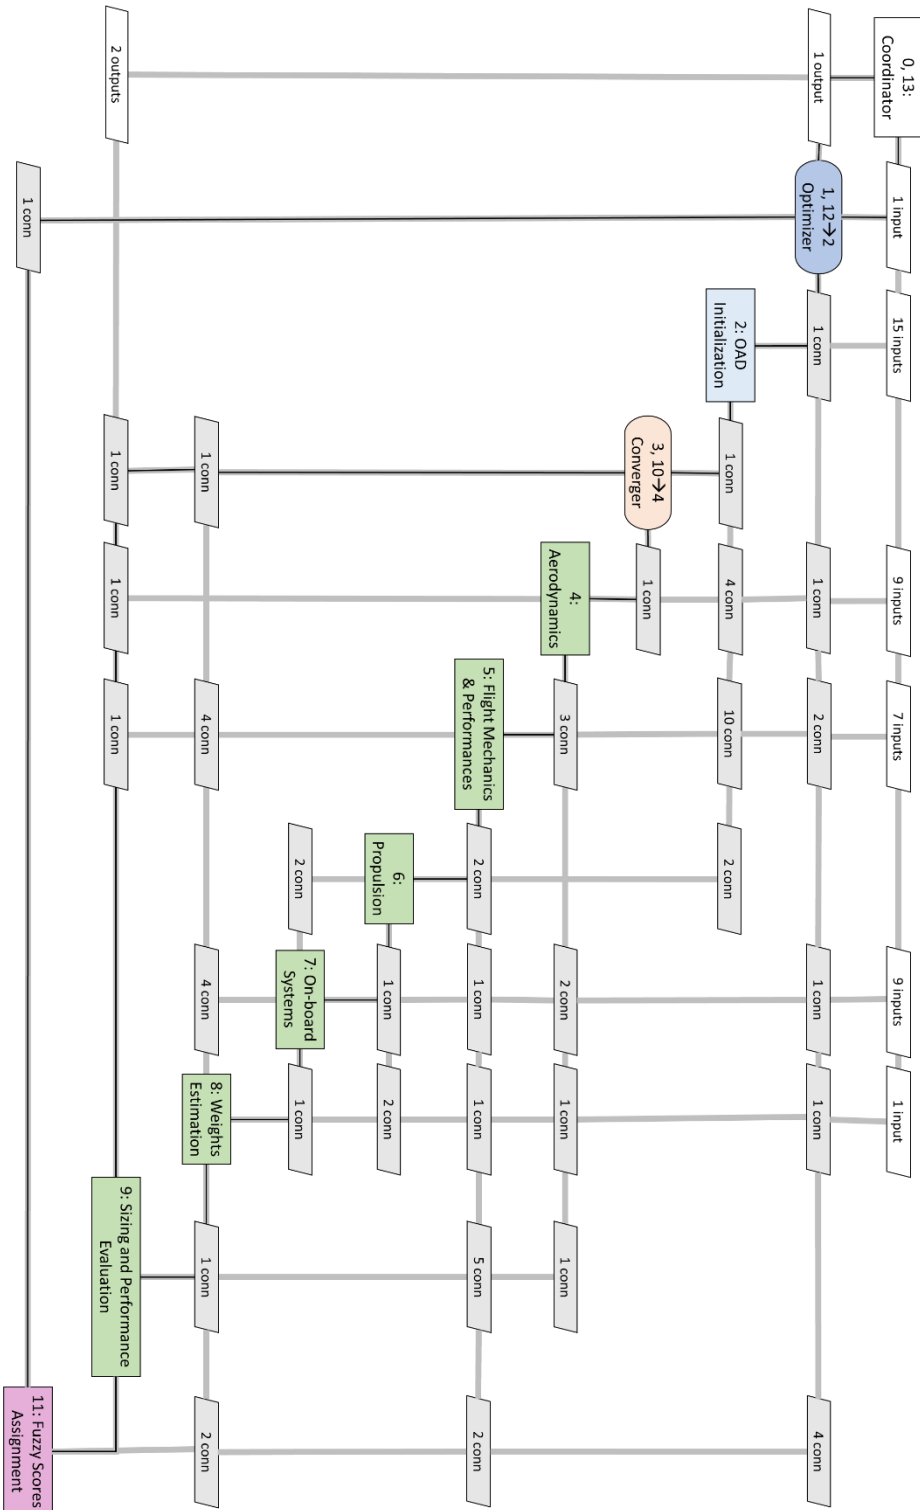 0, 13:
Coordinator
1 input
15 inputs
9 inputs
7 inputs
9 inputs
1 input
1 output
1, 12→2
Optimizer
1 conn
1 conn
2 conn
1 conn
1 conn
4 conn
2: OAD
Initialization
1 conn
4 conn
10 conn
2 conn
3, 10→4
Converger
1 conn
4:
Aerodynamics
3 conn
2 conn
1 conn
1 conn
5: Flight Mechanics
& Performances
2 conn
1 conn
1 conn
5 conn
2 conn
6:
Propulsion
1 conn
2 conn
2 conn
7: On-board
Systems
1 conn
1 conn
4 conn
4 conn
8: Weights
Estimation
1 conn
2 conn
2 outputs
1 conn
1 conn
1 conn
9: Sizing and Performance
Evaluation
1 conn
11: Fuzzy Scores
Assignment